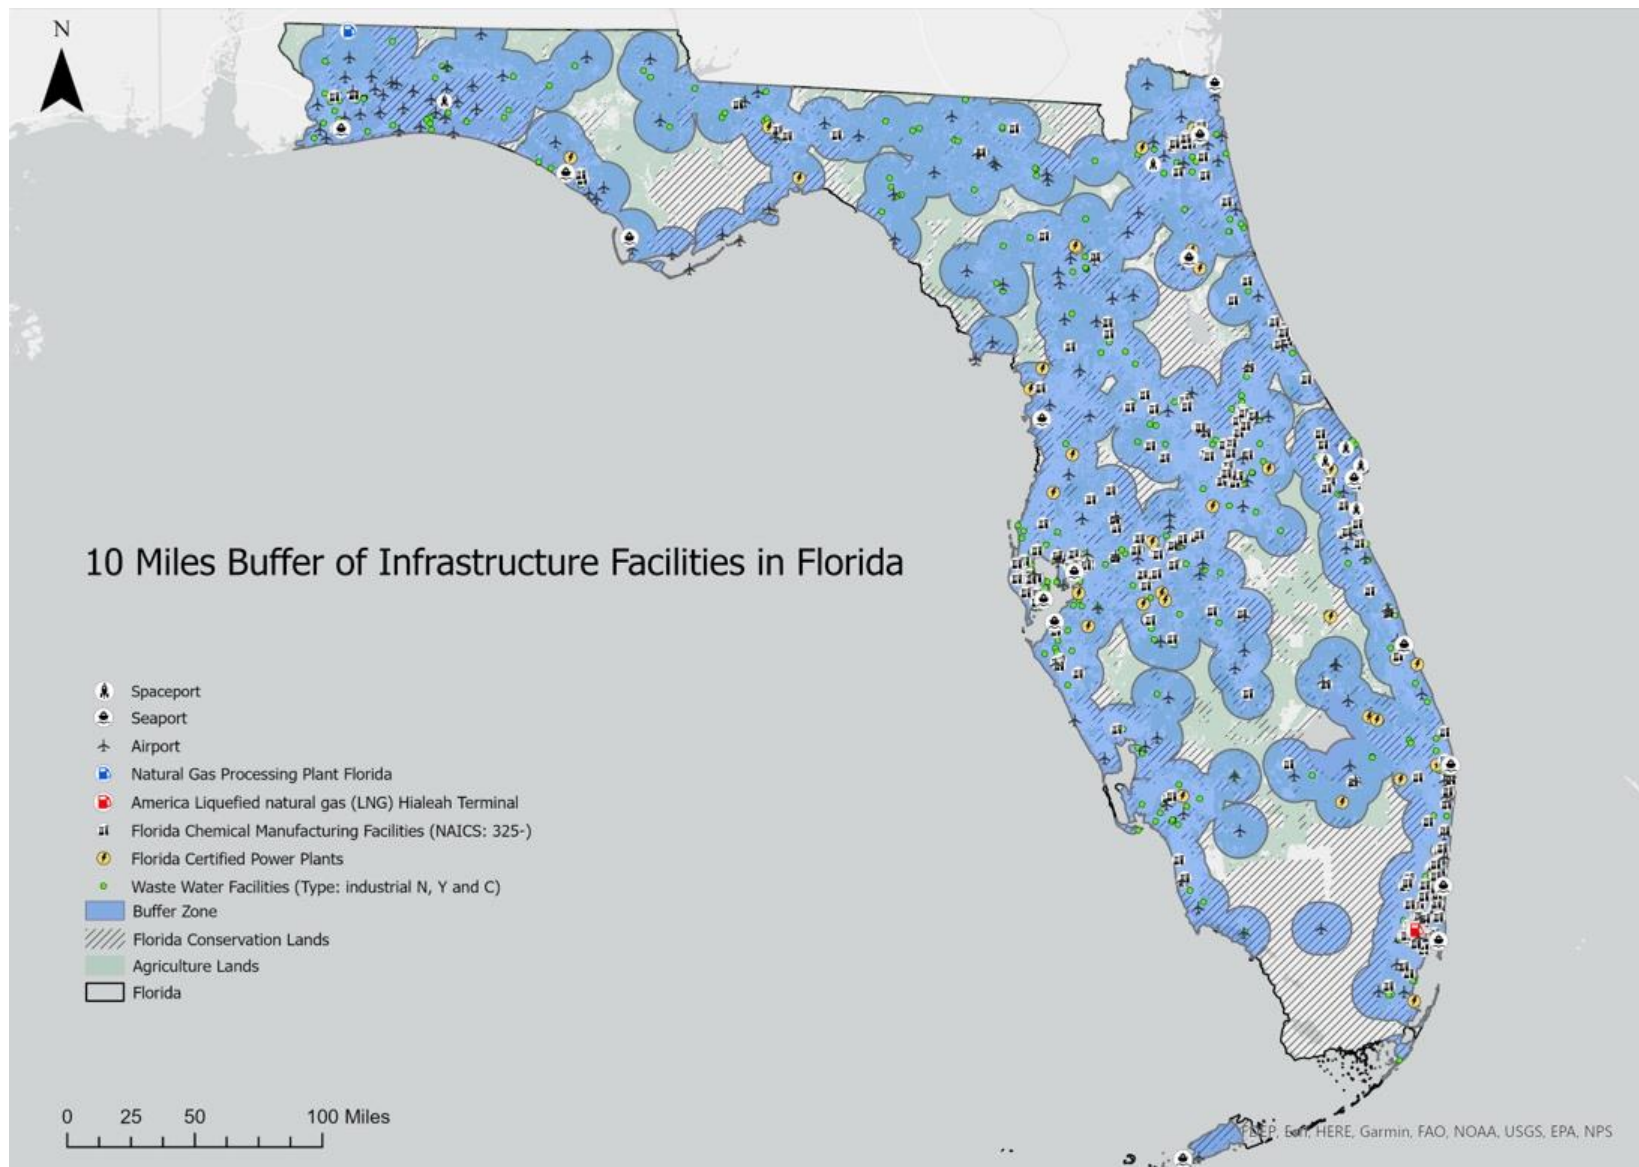 N
10 Miles Buffer of Infrastructure Facilities in Florida
Spaceport
Seaport
Airport
Natural Gas Processing Plant Florida
America Liquefied natural gas (LNG) Hialeah Terminal
Florida Chemical Manufacturing Facilities (NAICS: 325-)
Florida Certified Power Plants
Waste Water Facilities (Type: industrial N, Y and C)
Buffer Zone
Florida Conservation Lands
Agriculture Lands
Florida
0 25 50 100 Miles
HERE, Garmin, FAO, NOAA, USGS, EPA, NPS